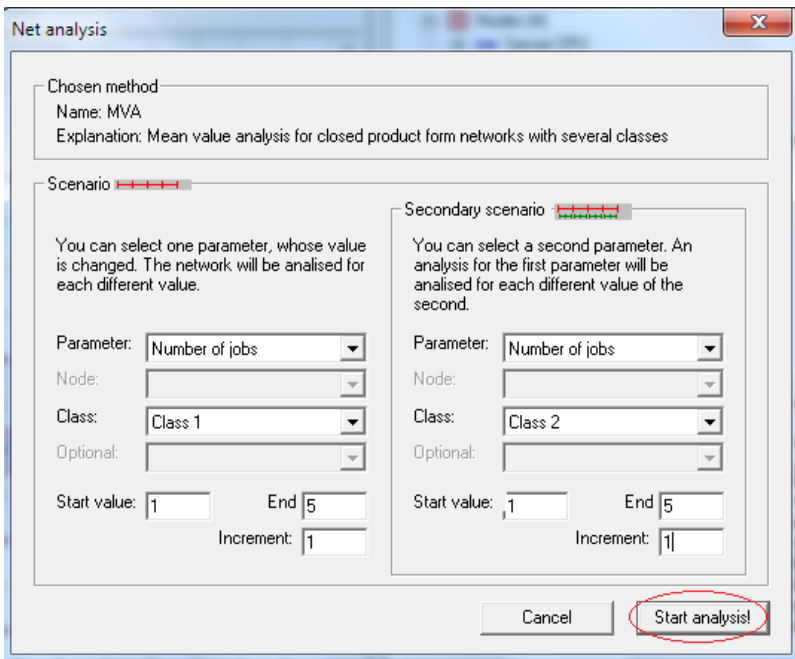 Net analysis
Chosen method
Name: MVA
Explanation: Mean value analysis for closed product form networks with several classes
Scenario
You can select one parameter, whose value
is changed. The network will be analised for
each different value.
Parameter: Number of jobs
Node:
Class: Class 1
Optional:
Start value: 1 End 5
Increment: 1
Secondary scenario
You can select a second parameter. An
analysis for the first parameter will be
analised for each different value of the
second.
Parameter: Number of jobs
Node:
Class: Class 2
Optional:
Start value: 1 End 5
Increment: 1
Cancel Start analysis!